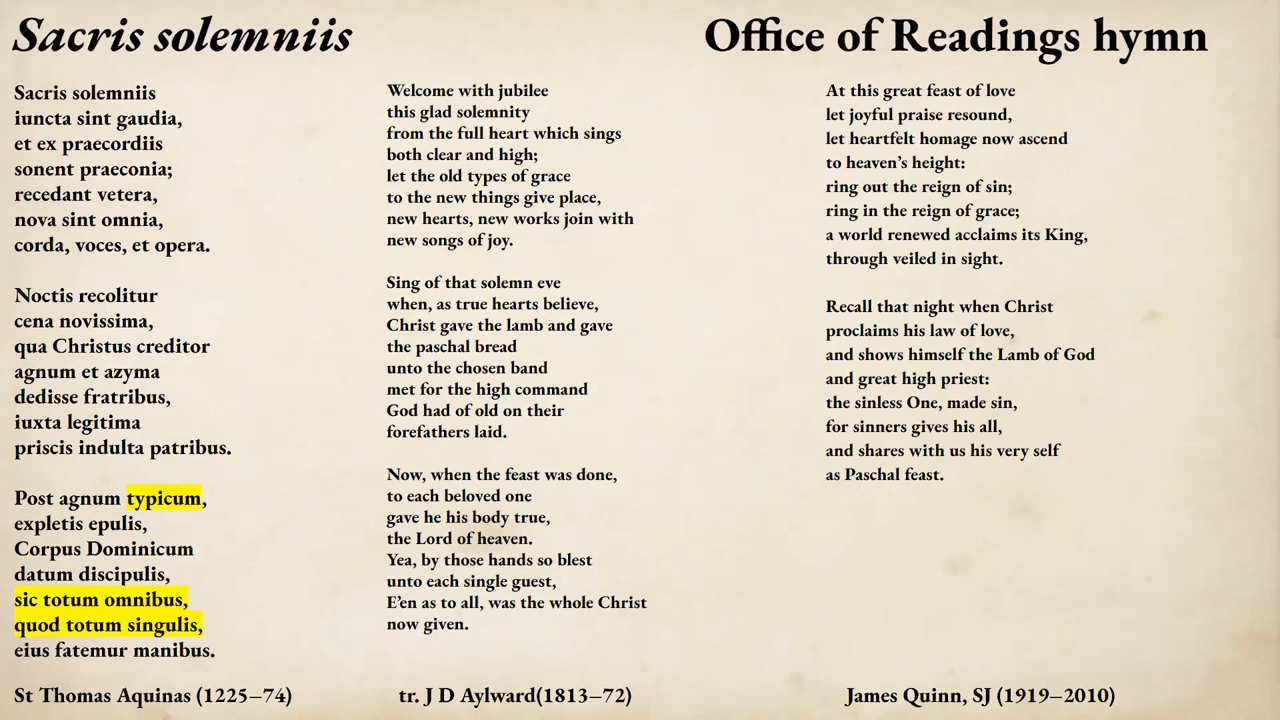 Sacris solemniis
Office of Readings hymn
Sacris solemniis
iuncta sint gaudia,
et ex praecordiis
sonent praeconia;
recedant vetera,
nova sint omnia,
corda, voces, et opera.
Noctis recolitur
cena novissima,
qua Christus creditor
agnum et azyma
dedisse fratribus,
iuxta legitima
priscis indulta patribus.
Post agnum typicum,
expletis epulis,
Corpus Dominicum
datum discipulis,
sic totum omnibus,
quod totum singulis,
eius fatemur manibus.
St Thomas Aquinas (1225–74)
Welcome with jubilee
this glad solemnity
from the full heart which sings
both clear and high;
let the old types of grace
to the new things give place,
new hearts, new works join with
new songs of joy.
Sing of that solemn eve
when, as true hearts believe,
Christ gave the lamb and gave
the paschal bread
unto the chosen band
met for the high command
God had of old on their
forefathers laid.
Now, when the feast was done,
to each beloved one
gave he his body true,
the Lord of heaven.
Yea, by those hands so blest
unto each single guest,
E’en as to all, was the whole Christ
now given.
tr. J D Aylward(1813–72)
At this great feast of love
let joyful praise resound,
let heartfelt homage now ascend
to heaven’s height:
ring out the reign of sin;
ring in the reign of grace;
a world renewed acclaims its King,
through veiled in sight.
Recall that night when Christ
proclaims his law of love,
and shows himself the Lamb of God
and great high priest:
the sinless One, made sin,
for sinners gives his all,
and shares with us his very self
as Paschal feast.
James Quinn, SJ (1919–2010)